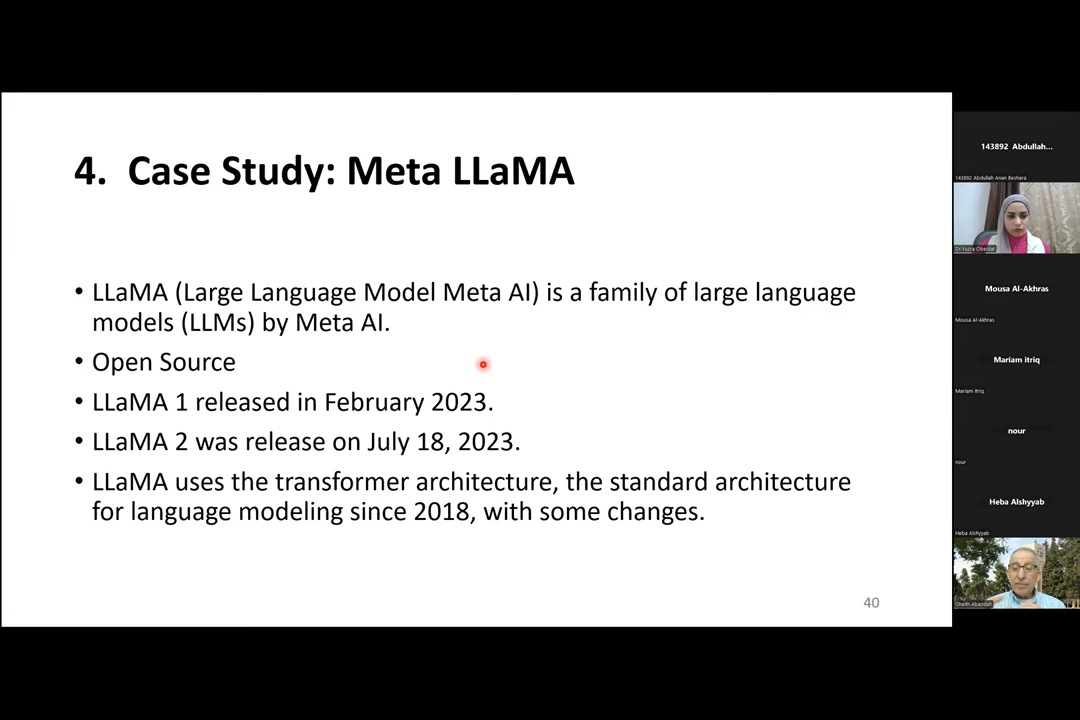 4. Case Study: Meta LLaMA
• LLaMA (Large Language Model Meta AI) is a family of large language
models (LLMs) by Meta AI.
• Open Source
• LLaMA 1 released in February 2023.
• LLaMA 2 was release on July 18, 2023.
• LLaMA uses the transformer architecture, the standard architecture
for language modeling since 2018, with some changes.
40
143892 Abdullah...
143892 Abdullah Anan Beshara
Dr.Yusra Obeidat
Mousa Al-Akhras
Mousa Al-Akhras
Mariam itriq
Mariam itriq
nour
nour
Heba Alshyyab
Heba Alshyyab
Gheith Abandah